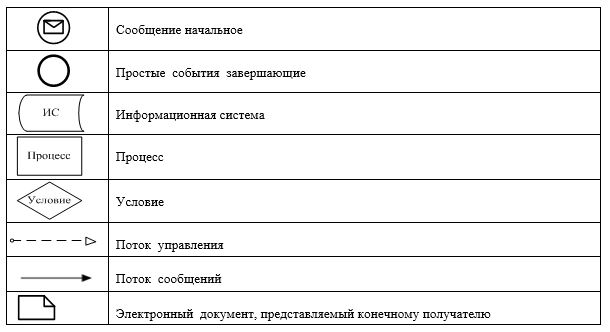 Сообщение начальное
Простые события завершающие
ИС
Информационная система
Процесс
Процесс
Условие
Условие
Поток управления
Поток сообщений
Электронный документ, представляемый конечному получателю